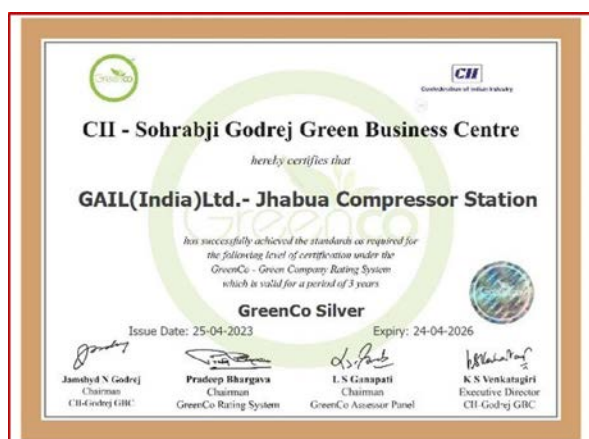 Greenco
CII
Confederation of Indian Industry
CII - Sohrabji Godrej Green Business Centre
hereby certifies that
GAIL(India)Ltd.- Jhabua Compressor Station
has successfully achieved the standards as required for
the following level of certification under the
GreenCo - Green Company Rating System
which is valid for a period of 3 years
GreenCo Silver
Issue Date: 25-04-2023 Expiry: 24-04-2026
Jamshyd N Godrej Pradeep Bhargava L S Ganapati K S Venkatagiri
Chairman Chairman Chairman Executive Director
CII-Godrej GBC GreenCo Rating System GreenCo Assessor Panel CII-Godrej GBC